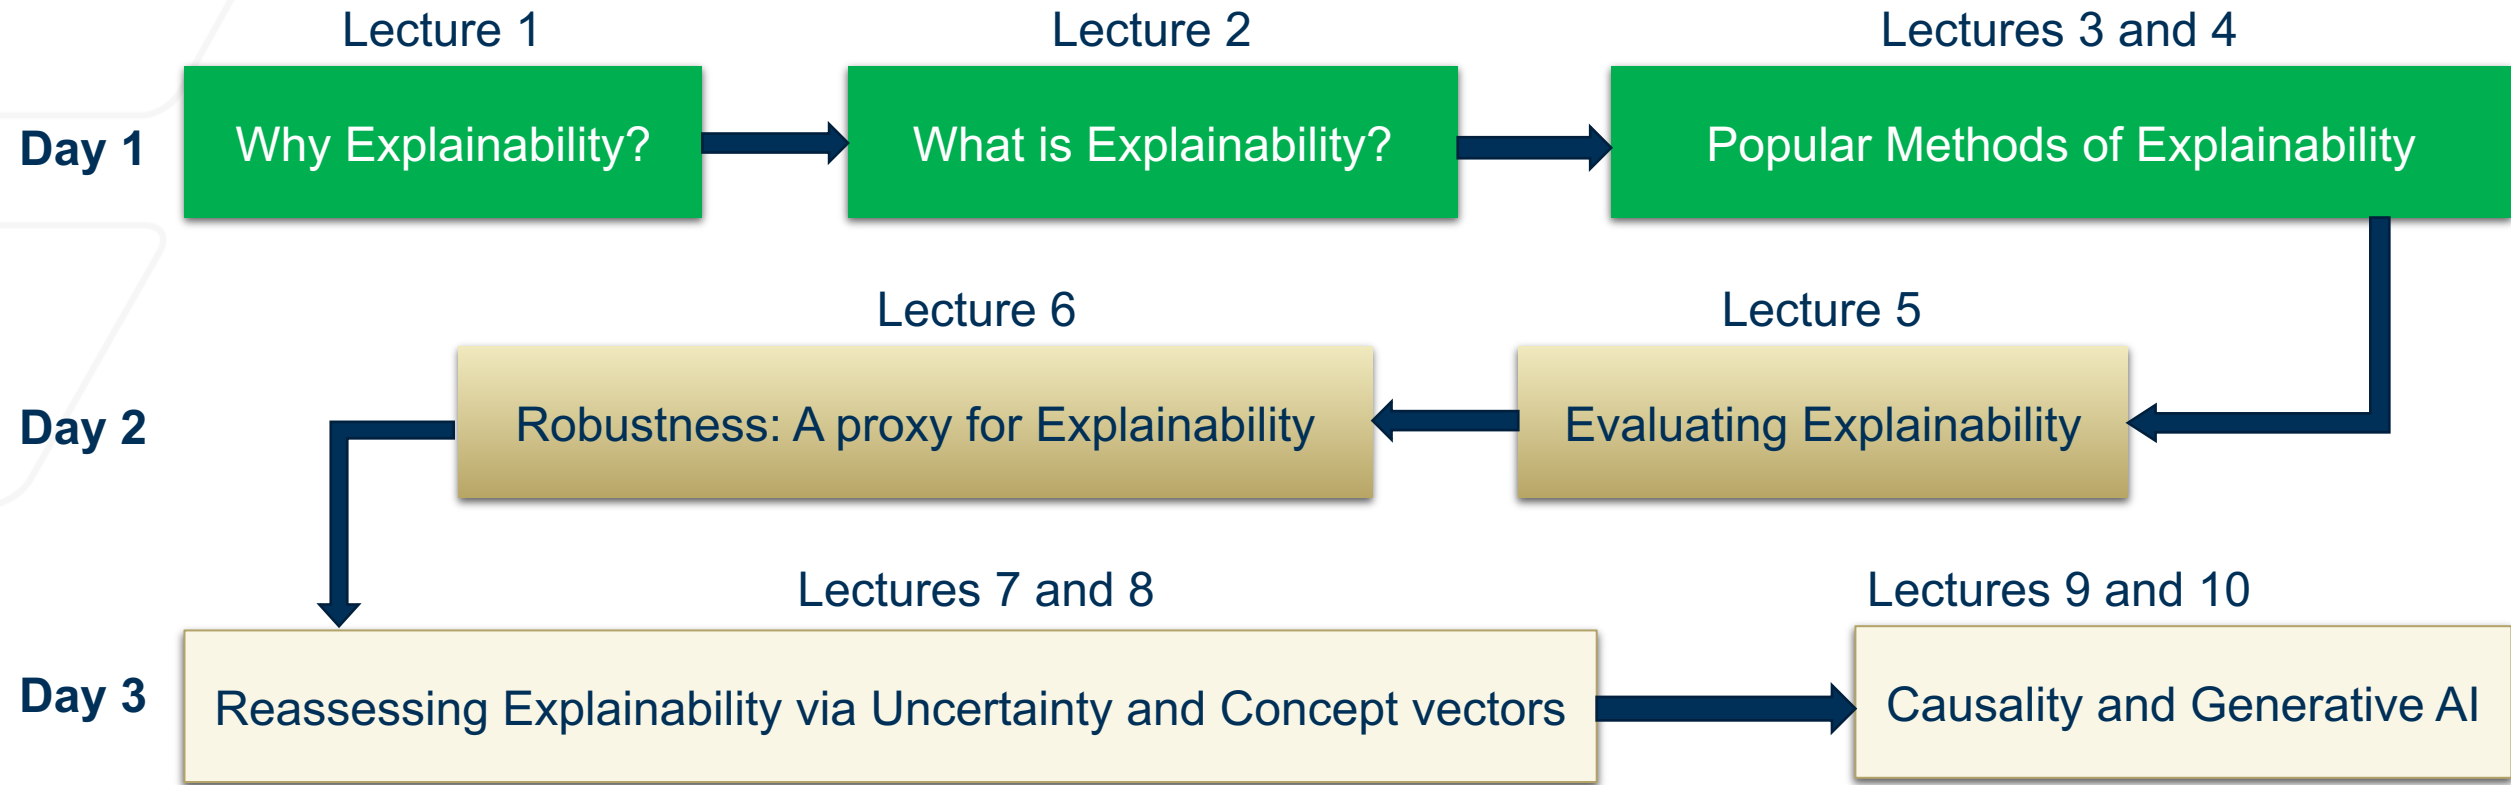 Lecture 1
Lecture 2
Lectures 3 and 4
Day 1
Why Explainability?
What is Explainability?
Popular Methods of Explainability
Lecture 6
Lecture 5
Day 2
Robustness: A proxy for Explainability
Evaluating Explainability
Lectures 7 and 8
Lectures 9 and 10
Day 3
Reassessing Explainability via Uncertainty and Concept vectors
Causality and Generative AI